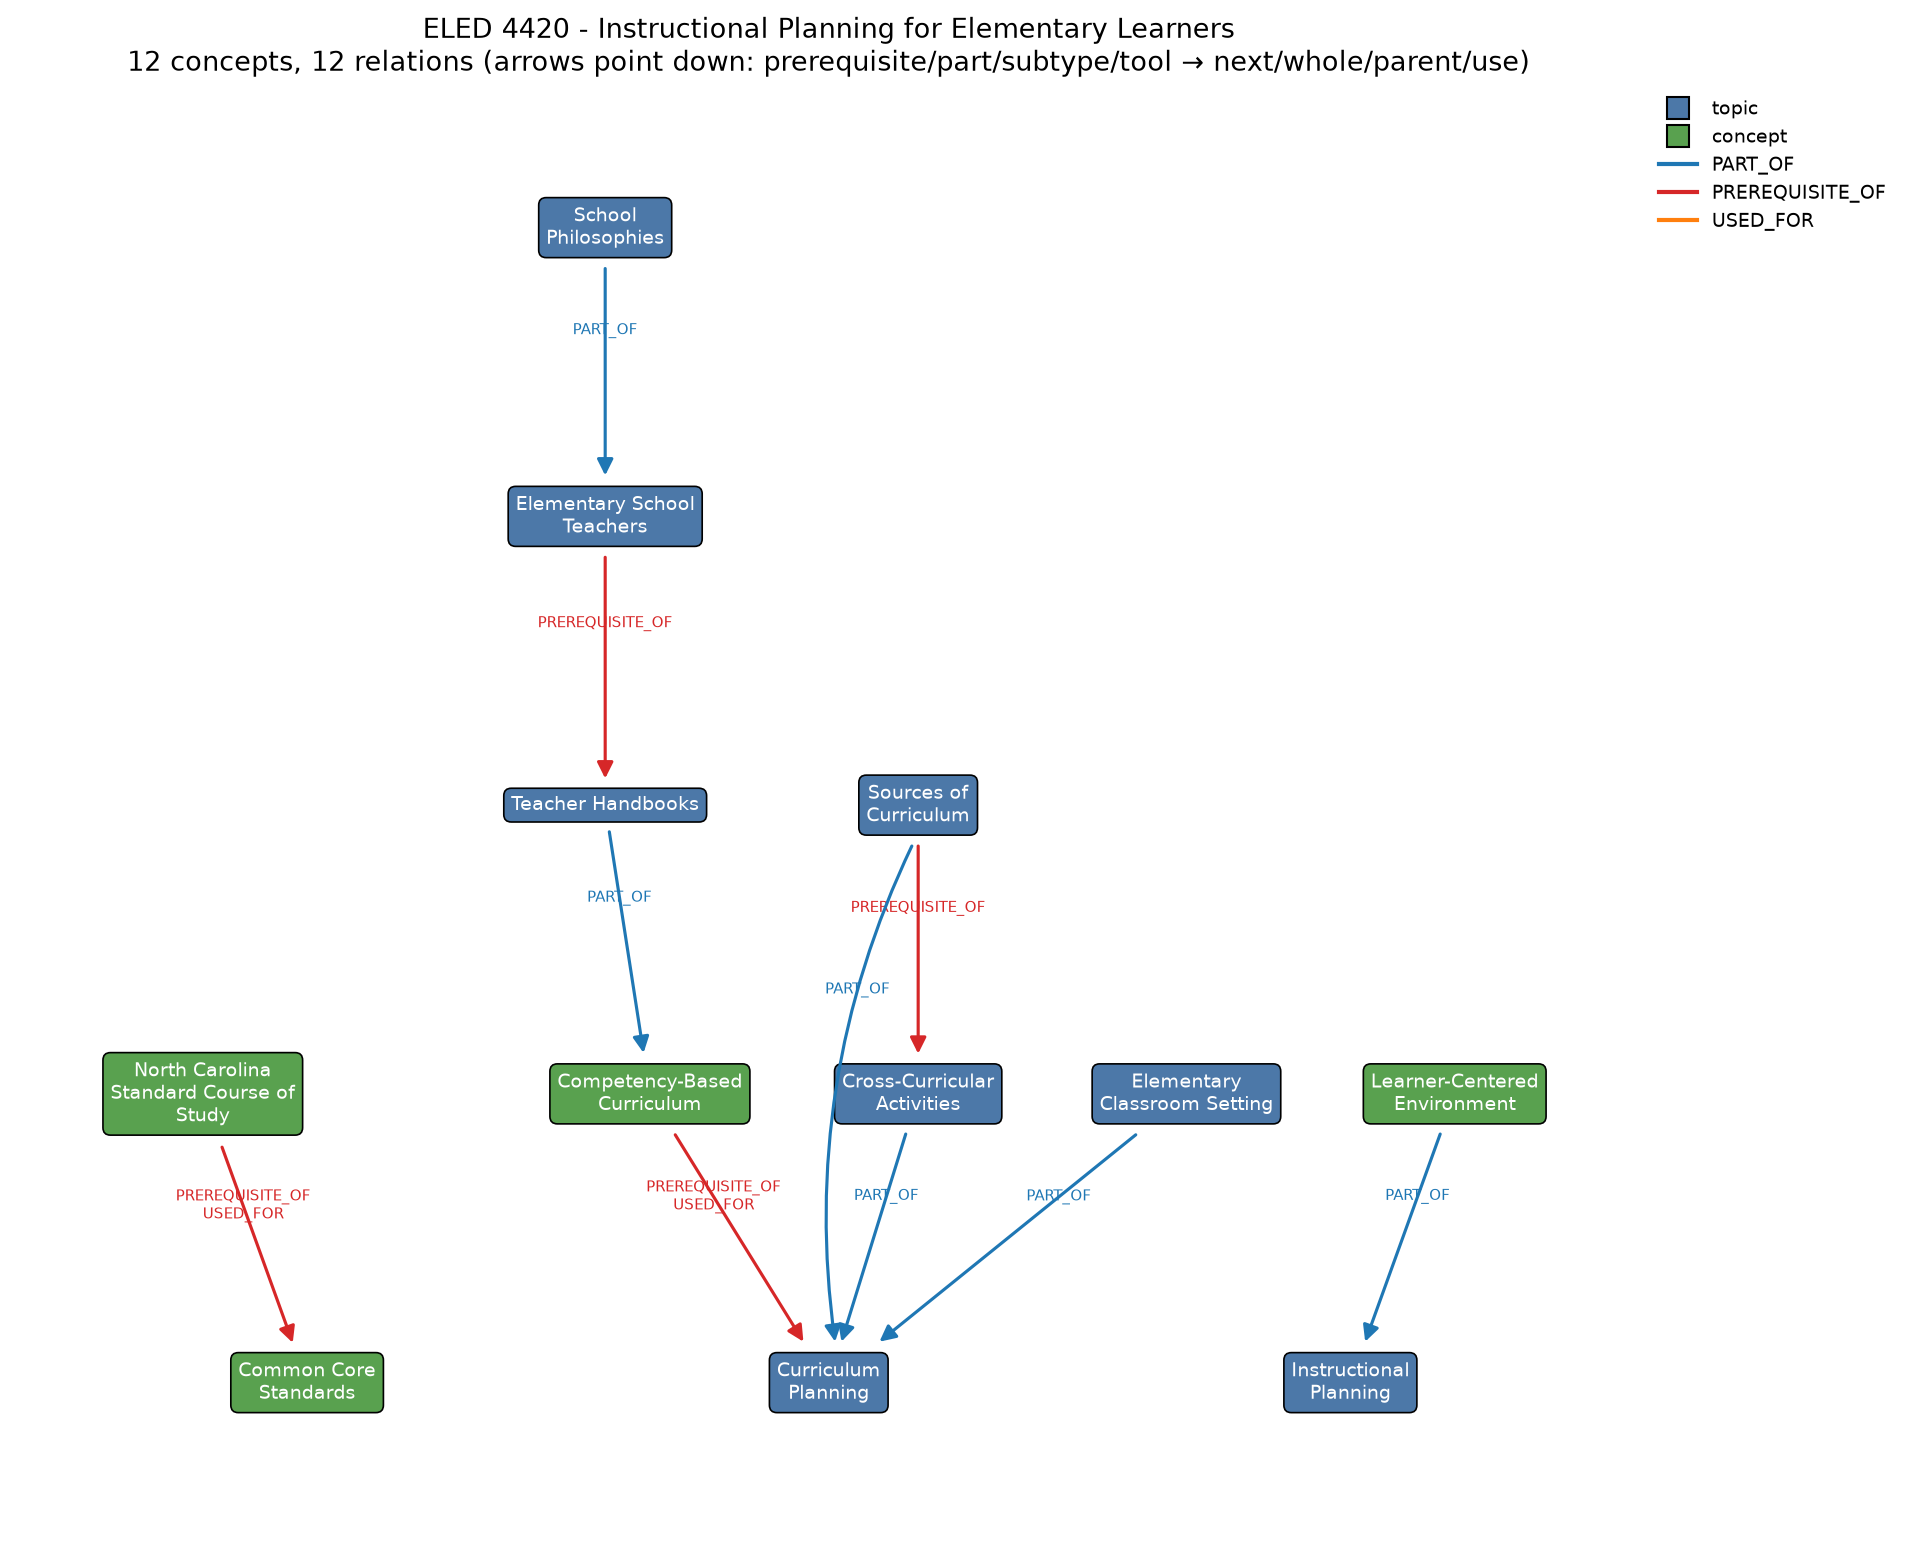 ELED 4420 - Instructional Planning for Elementary Learners
12 concepts, 12 relations (arrows point down: prerequisite/part/subtype/tool → next/whole/parent/use)
topic
concept
PART_OF
PREREQUISITE_OF
USED_FOR
School
Philosophies
PART_OF
Elementary School
Teachers
PREREQUISITE_OF
Teacher Handbooks
Sources of
Curriculum
PART_OF
PREREQUISITE_OF
PART_OF
North Carolina
Standard Course of
Study
Competency-Based
Curriculum
Cross-Curricular
Activities
Elementary
Classroom Setting
Learner-Centered
Environment
PREREQUISITE_OF
USED_FOR
PREREQUISITE_OF
USED_FOR
PART_OF
PART_OF
PART_OF
Common Core
Standards
Curriculum
Planning
Instructional
Planning